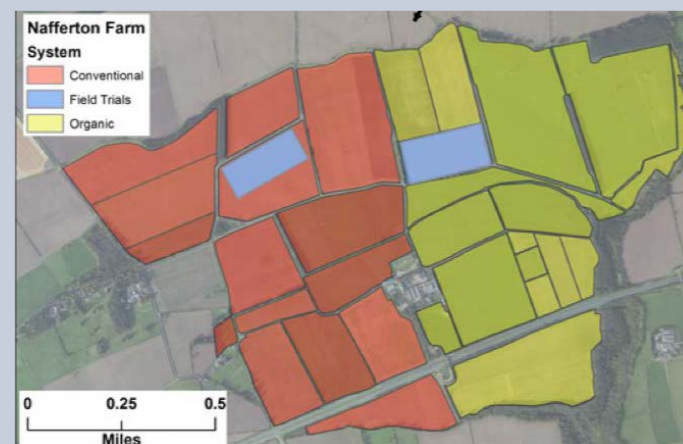 Nafferton Farm
System
Conventional
Field Trials
Organic
0 0.25 0.5
Miles